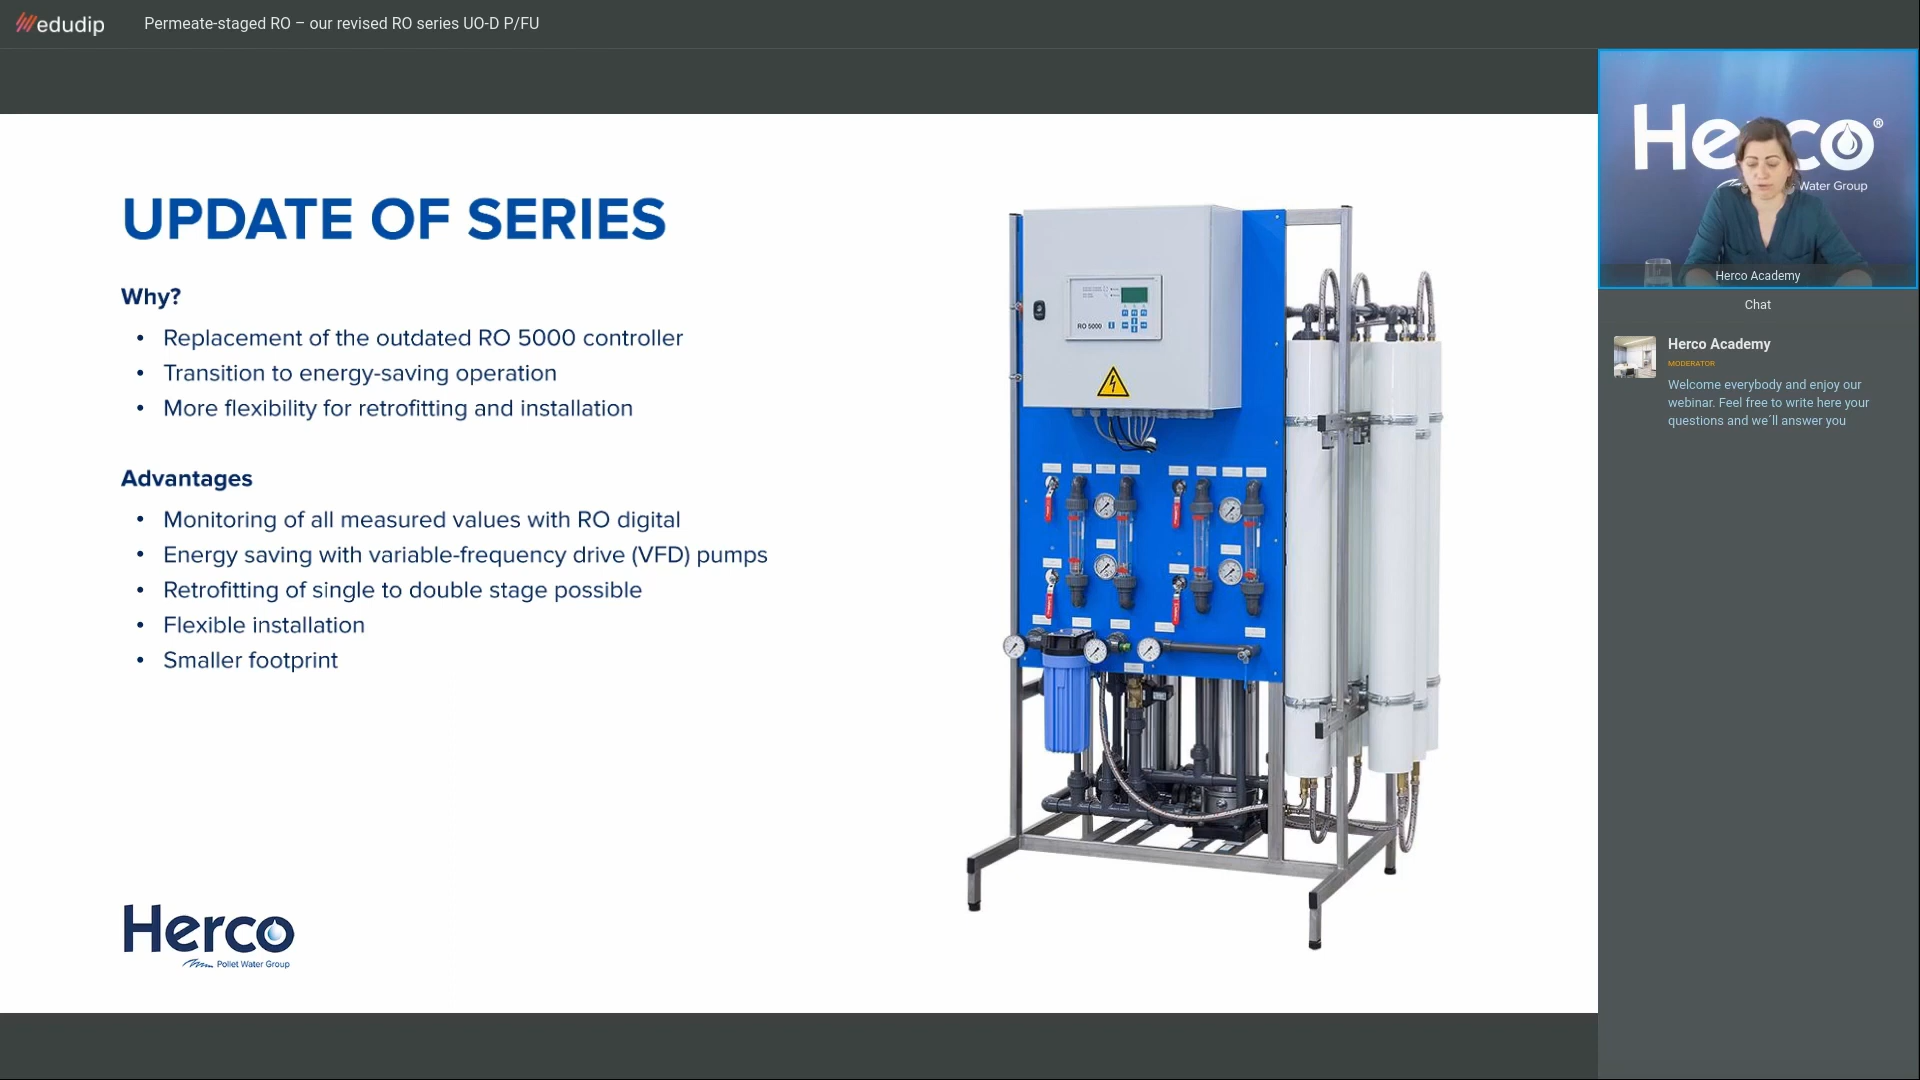 edudip
Permeate-staged RO – our revised RO series UO-D P/FU
UPDATE OF SERIES
Why?
• Replacement of the outdated RO 5000 controller
• Transition to energy-saving operation
• More flexibility for retrofitting and installation
Advantages
• Monitoring of all measured values with RO digital
• Energy saving with variable-frequency drive (VFD) pumps
• Retrofitting of single to double stage possible
• Flexible installation
• Smaller footprint
Herco
Pollet Water Group
RO 5000
Herco®
Water Group
Herco Academy
Chat
Herco Academy
MODERATOR
Welcome everybody and enjoy our
webinar. Feel free to write here your
questions and we´ll answer you